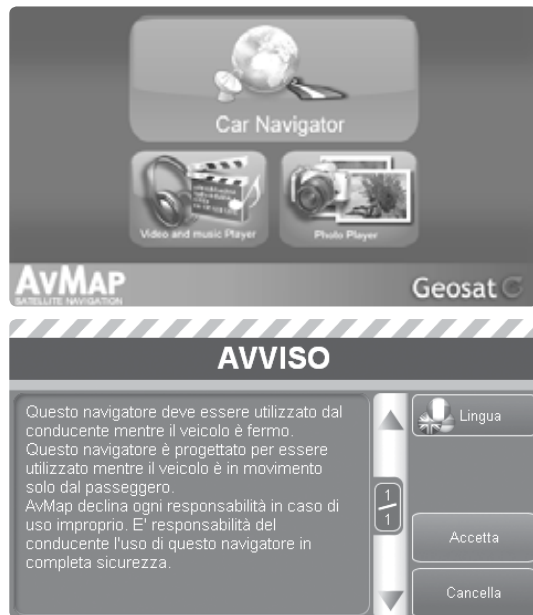 Car Navigator
Video and music Player
Photo Player
AVMAP
SATELLITE NAVIGATION
Geosat
AVVISO
Questo navigatore deve essere utilizzato dal
conducente mentre il veicolo è fermo.
Questo navigatore è progettato per essere
utilizzato mentre il veicolo è in movimento
solo dal passeggero.
AvMap declina ogni responsabilità in caso di
uso improprio. E' responsabilità del
conducente l'uso di questo navigatore in
completa sicurezza.
1
1
Lingua
Accetta
Cancella